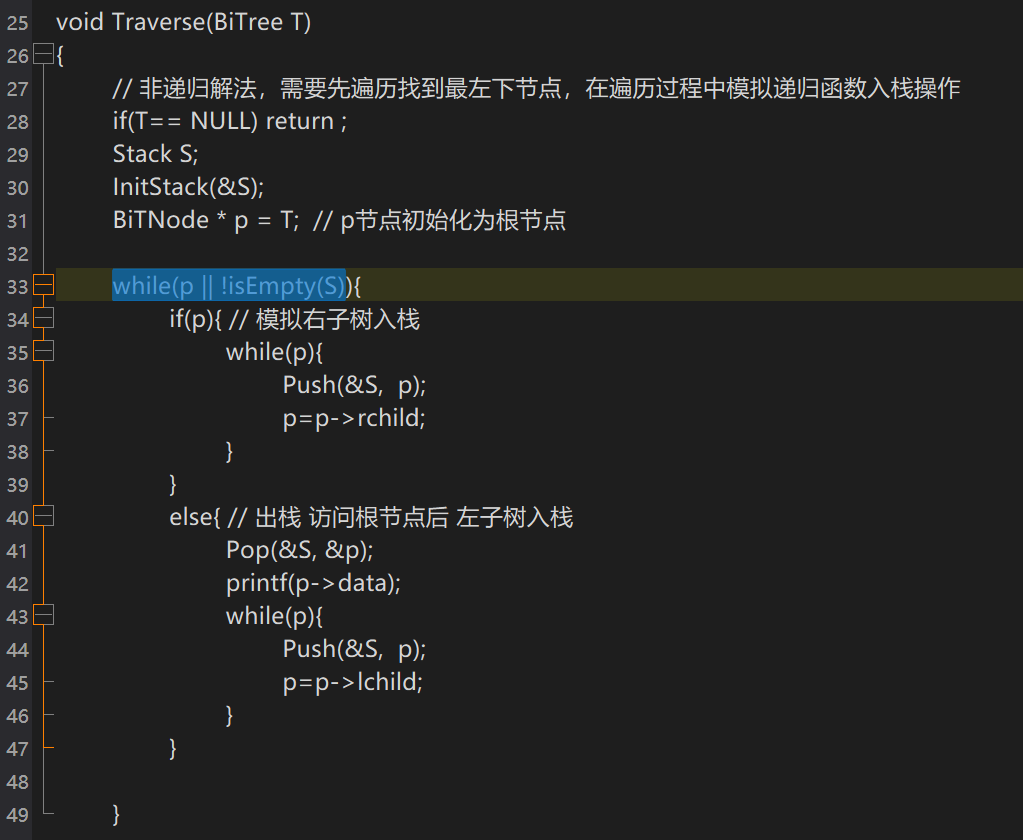 25 void Traverse(BiTree T)
26 {
27 // 非递归解法，需要先遍历找到最左下节点，在遍历过程中模拟递归函数入栈操作
28 if(T== NULL) return ;
29 Stack S;
30 InitStack(&S);
31 BiTNode * p = T; // p节点初始化为根节点
32
33 while(p || !isEmpty(S)){
34 if(p){ // 模拟右子树入栈
35 while(p){
36 Push(&S, p);
37 p=p->rchild;
38 }
39 }
40 else{ // 出栈 访问根节点后 左子树入栈
41 Pop(&S, &p);
42 printf(p->data);
43 while(p){
44 Push(&S, p);
45 p=p->lchild;
46 }
47 }
48
49 }